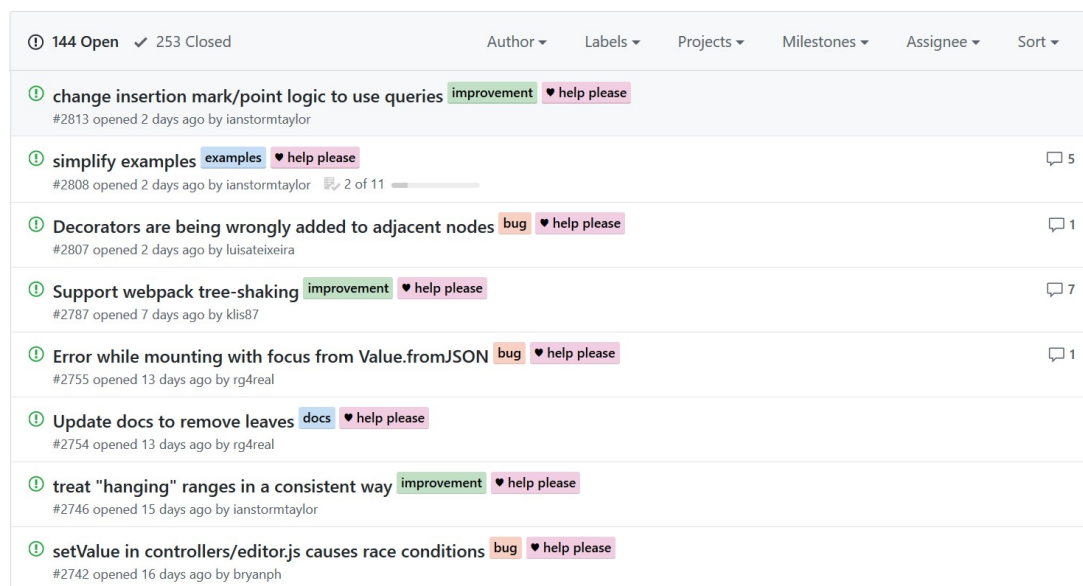 144 Open 253 Closed Author Labels Projects Milestones Assignee Sort
change insertion mark/point logic to use queries improvement ♥ help please
#2813 opened 2 days ago by ianstormtaylor
simplify examples examples ♥ help please 5
#2808 opened 2 days ago by ianstormtaylor 2 of 11
Decorators are being wrongly added to adjacent nodes bug ♥ help please 1
#2807 opened 2 days ago by luisateixeira
Support webpack tree-shaking improvement ♥ help please 7
#2787 opened 7 days ago by klis87
Error while mounting with focus from Value.fromJSON bug ♥ help please 1
#2755 opened 13 days ago by rg4real
Update docs to remove leaves docs ♥ help please
#2754 opened 13 days ago by rg4real
treat "hanging" ranges in a consistent way improvement ♥ help please
#2746 opened 15 days ago by ianstormtaylor
setValue in controllers/editor.js causes race conditions bug ♥ help please
#2742 opened 16 days ago by bryanph